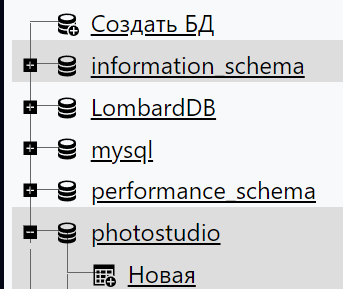 Создать БД
information_schema
LombardDB
mysql
performance_schema
photostudio
Новая